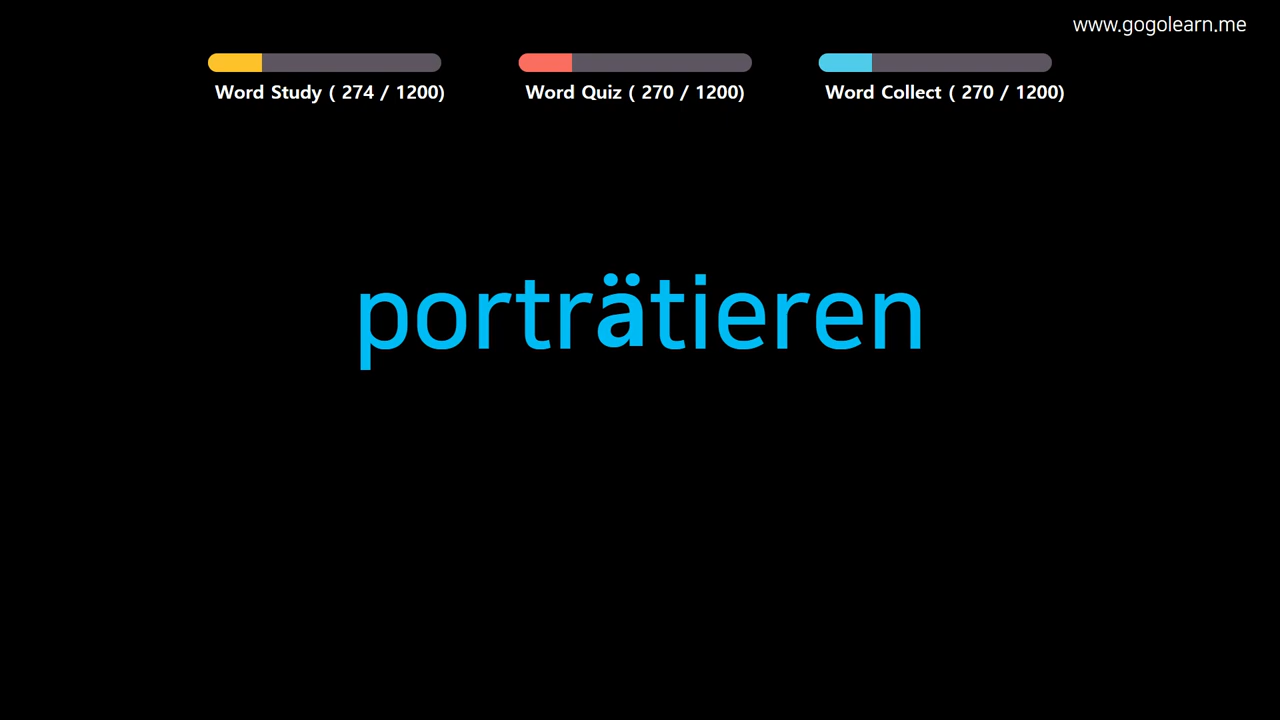 www.gogolearn.me
Word Study ( 274 / 1200)
Word Quiz ( 270 / 1200)
Word Collect ( 270 / 1200)
porträtieren